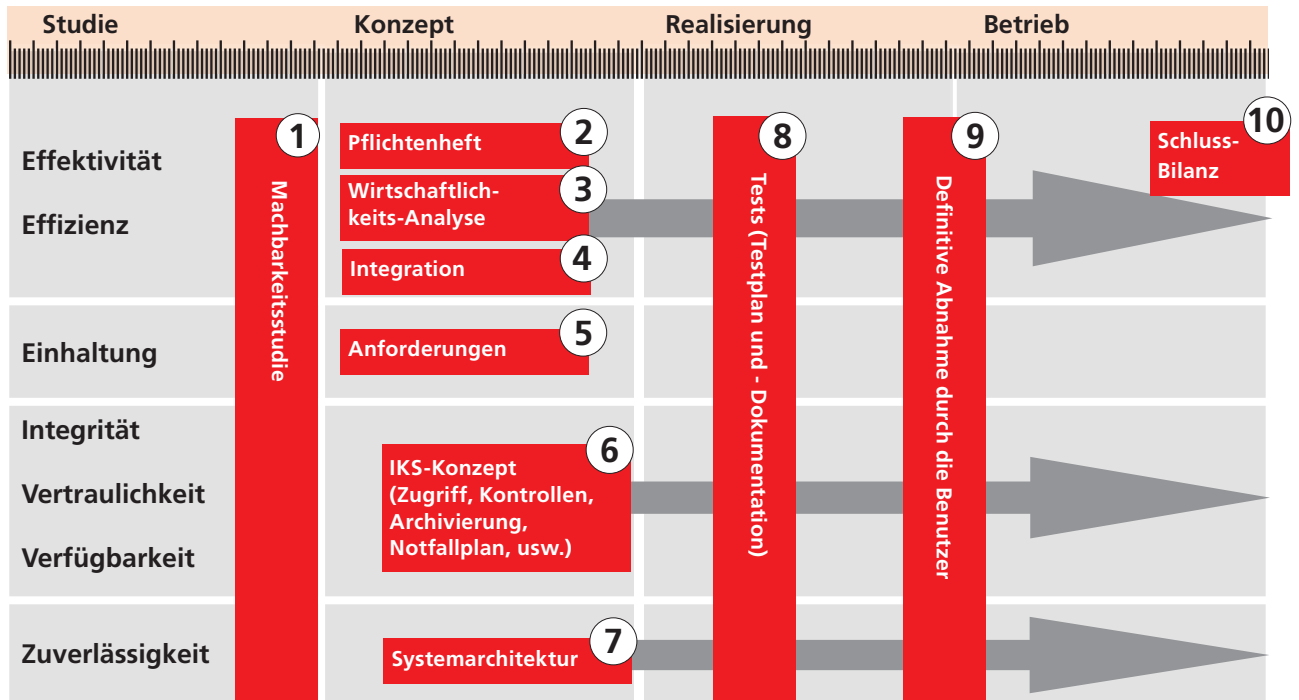 Studie Konzept Realisierung Betrieb
Effektivität
Effizienz
1
Machbarkeitsstudie
Pflichtenheft
2
Wirtschaftlich-
keits-Analyse
3
Integration
4
8
Tests (Testplan und - Dokumentation)
9
Definitive Abnahme durch die Benutzer
10
Schluss-
Bilanz
Einhaltung
Anforderungen
5
Integrität
Vertraulichkeit
Verfügbarkeit
6
IKS-Konzept
(Zugriff, Kontrollen,
Archivierung,
Notfallplan, usw.)
Zuverlässigkeit
Systemarchitektur
7